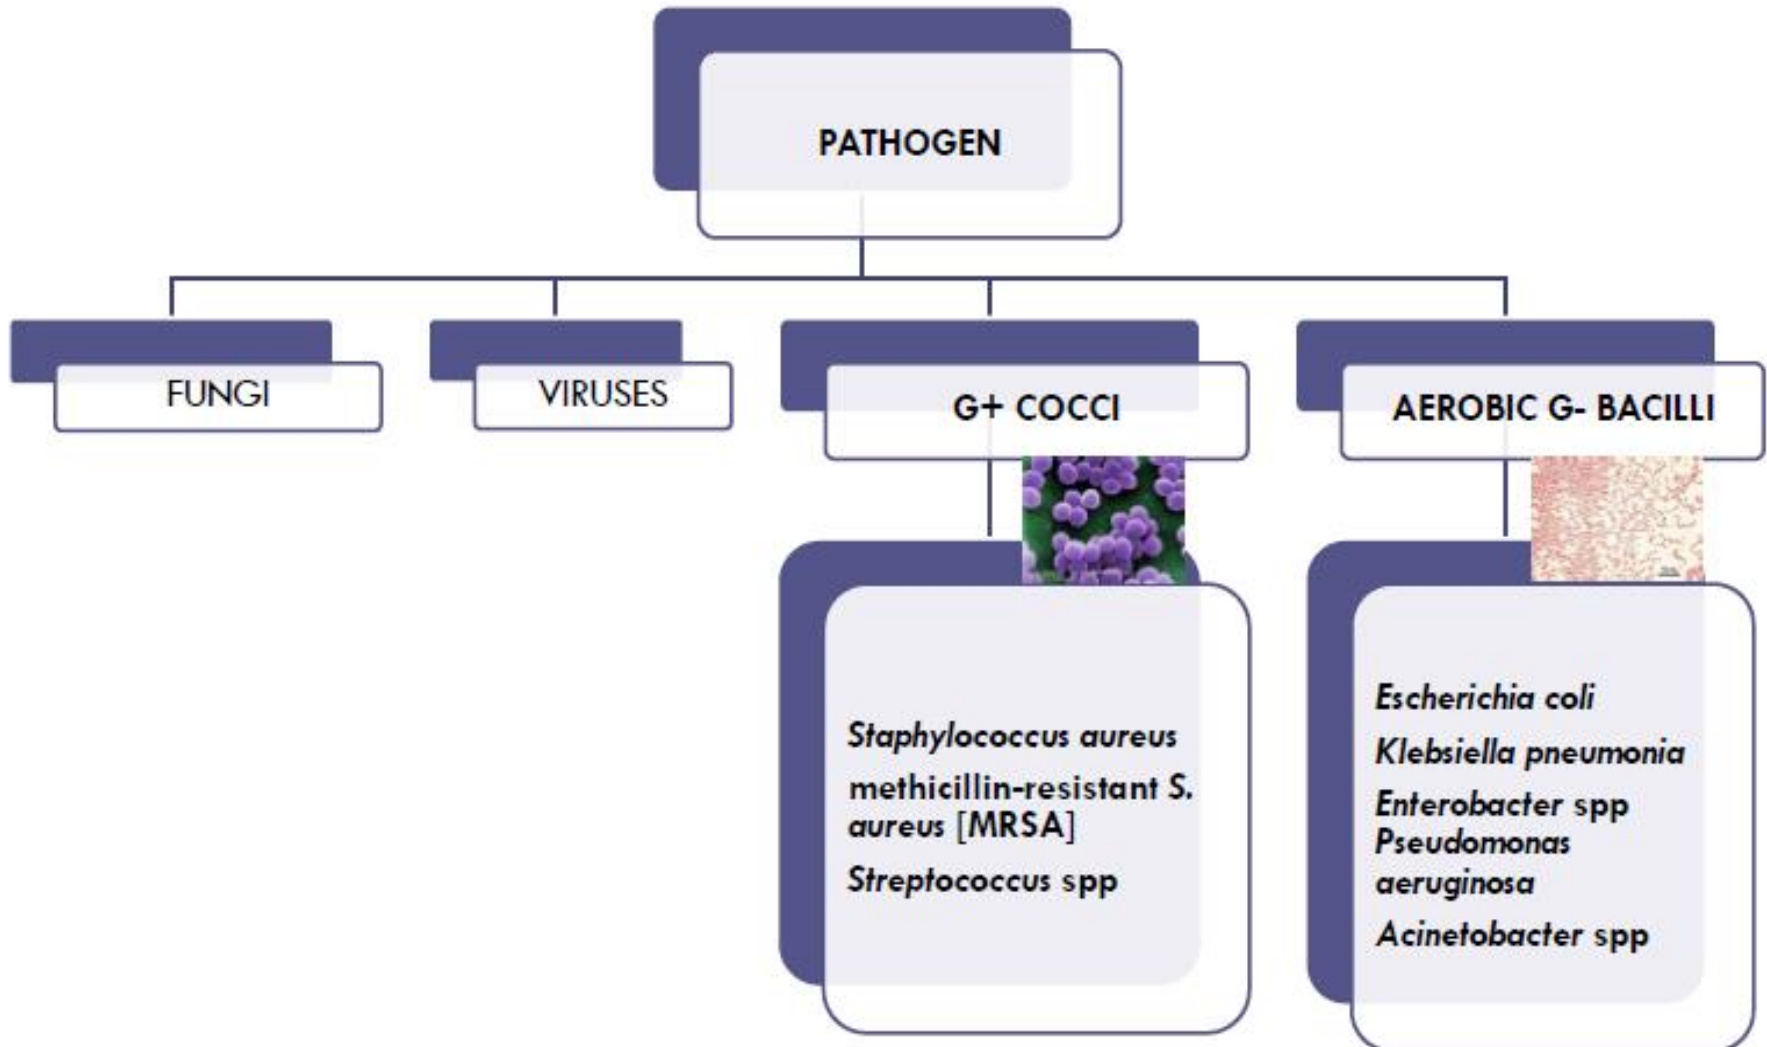 PATHOGEN
FUNGI
VIRUSES
G+ COCCI
AEROBIC G- BACILLI
Staphylococcus aureus
methicillin-resistant S.
aureus [MRSA]
Streptococcus spp
Escherichia coli
Klebsiella pneumonia
Enterobacter spp
Pseudomonas
aeruginosa
Acinetobacter spp